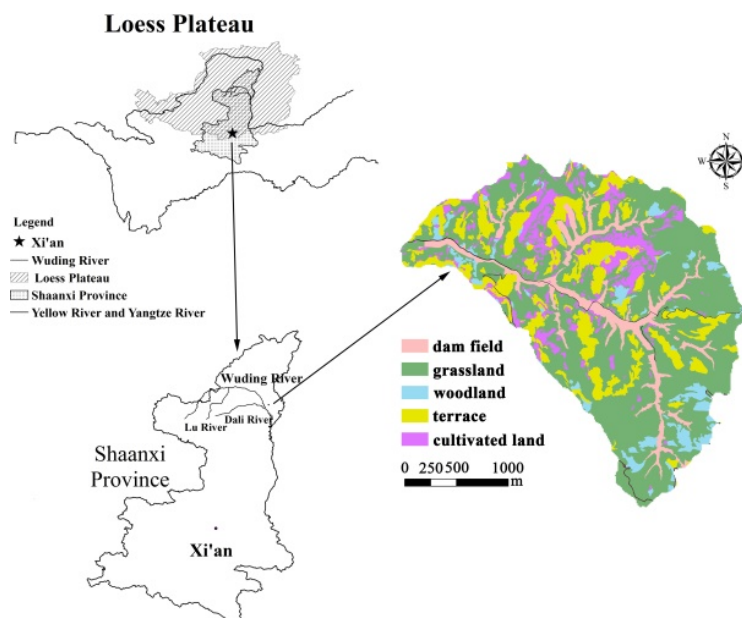 Loess Plateau
Legend
Xi'an
Wuding River
Loess Plateau
Shaanxi Province
Yellow River and Yangtze River
Wuding River
Lu River
Dali River
Shaanxi
Province
Xi'an
N
W
E
S
dam field
grassland
woodland
terrace
cultivated land
0 250 500 1000
m